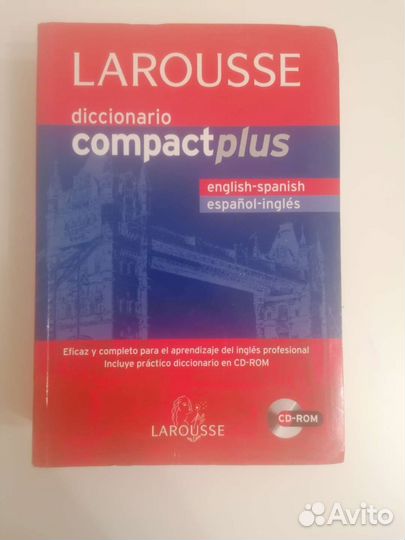 LAROUSSE
diccionario
compactplus
english-spanish
español-inglés
Eficaz y completo para el aprendizaje del inglés profesional
Incluye práctico diccionario en CD-ROM
LAROUSSE
CD-ROM
Avito